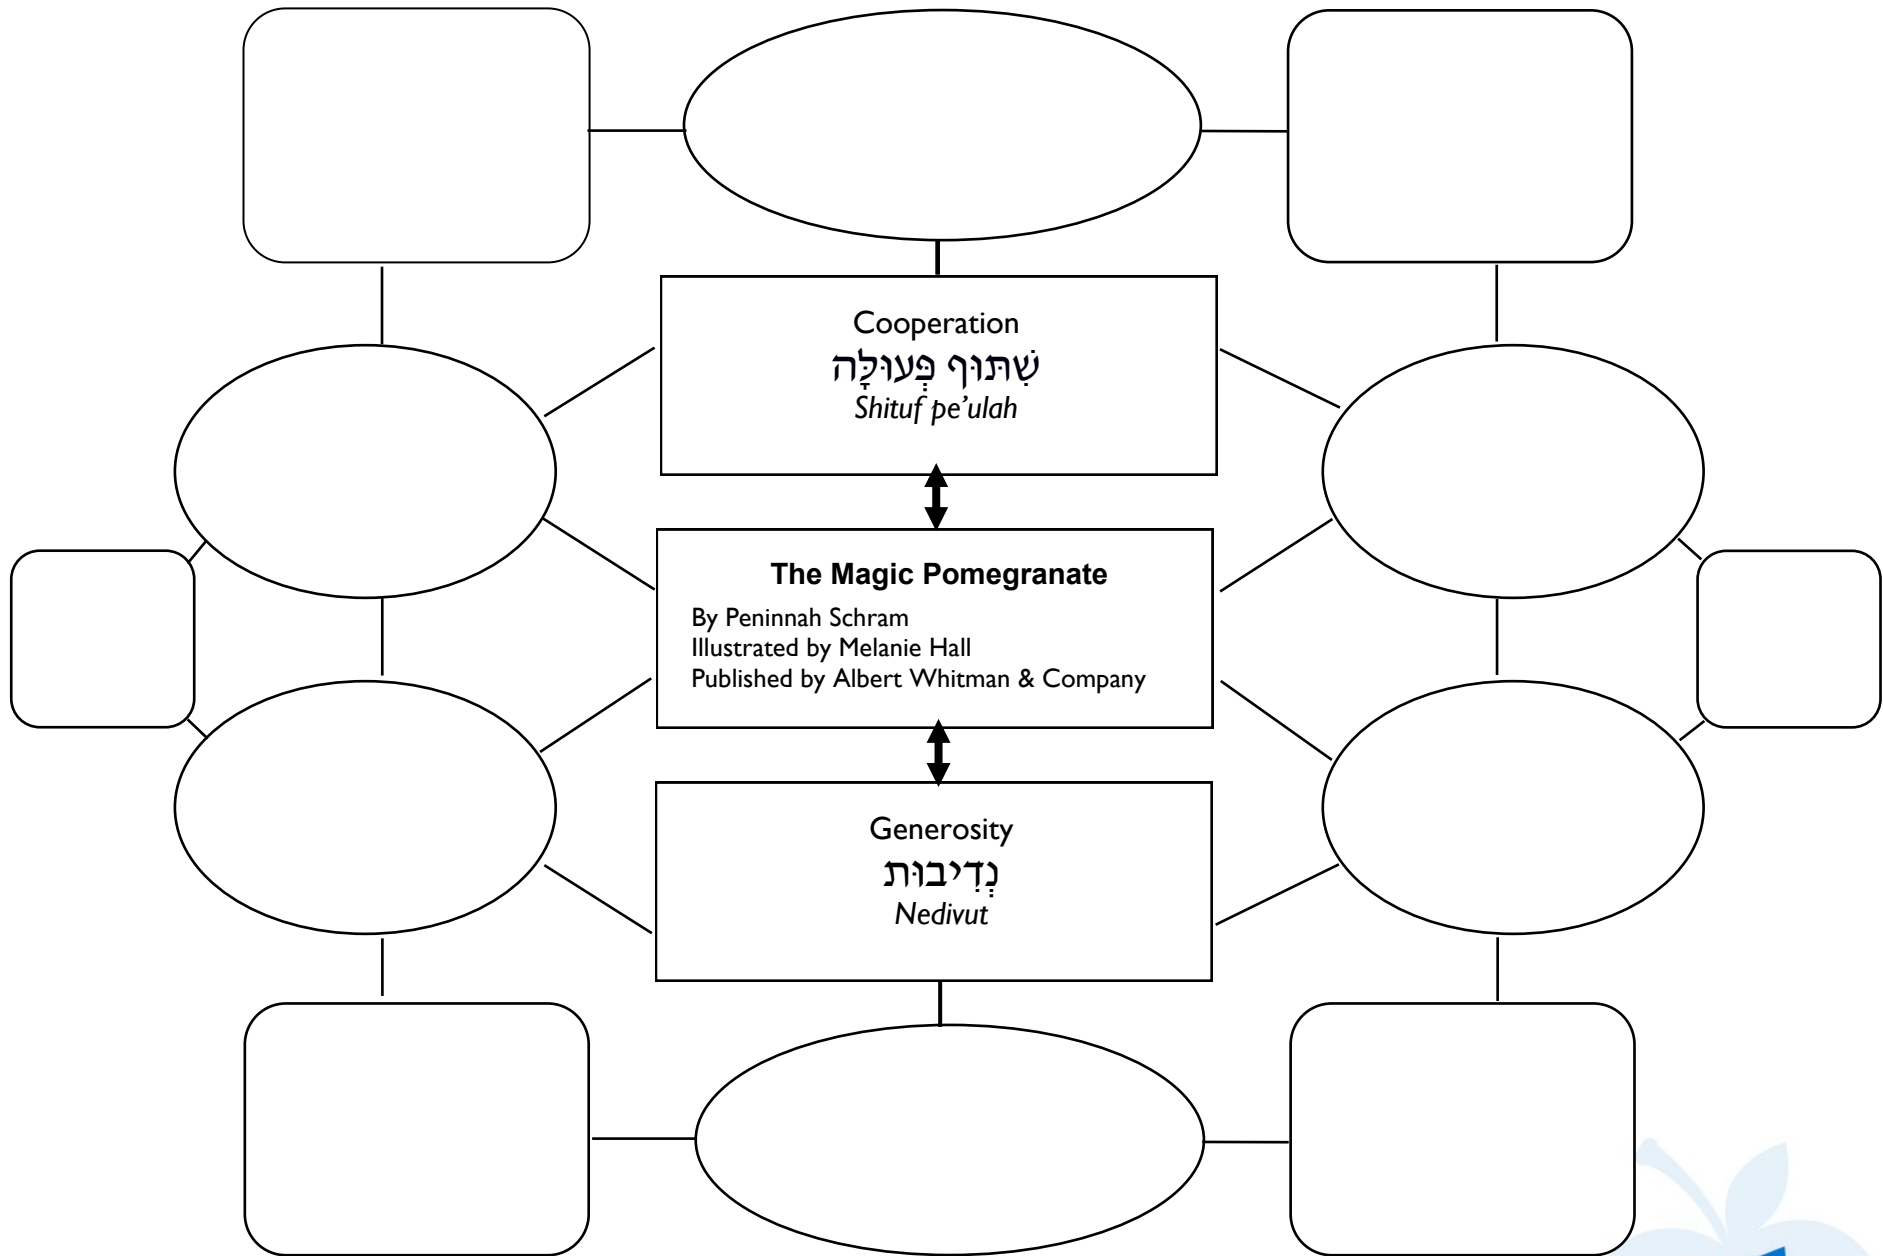 Cooperation
שִׁתּוּף פְּעוּלָּה
Shituf pe’ulah
The Magic Pomegranate
By Peninnah Schram
Illustrated by Melanie Hall
Published by Albert Whitman & Company
Generosity
נְדִיבוּת
Nedivut